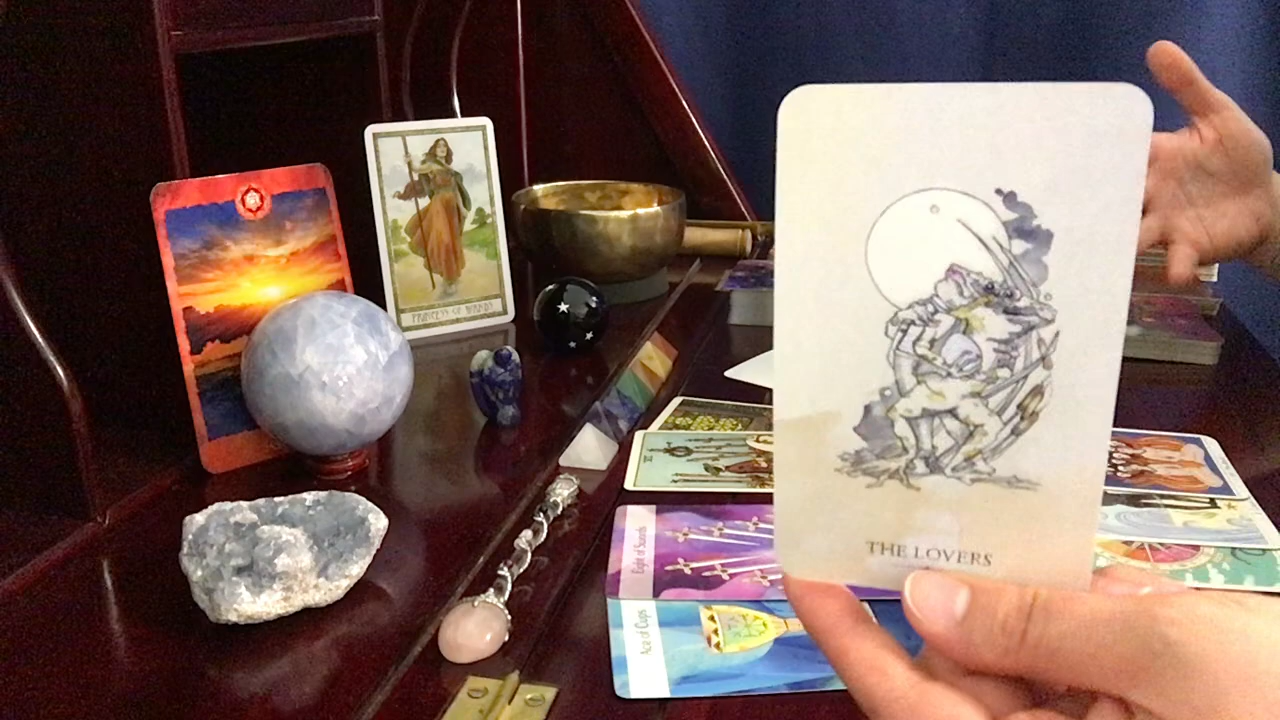 PRINCESS OF WANDS
THE LOVERS
Eight of Swords
Ace of Cups